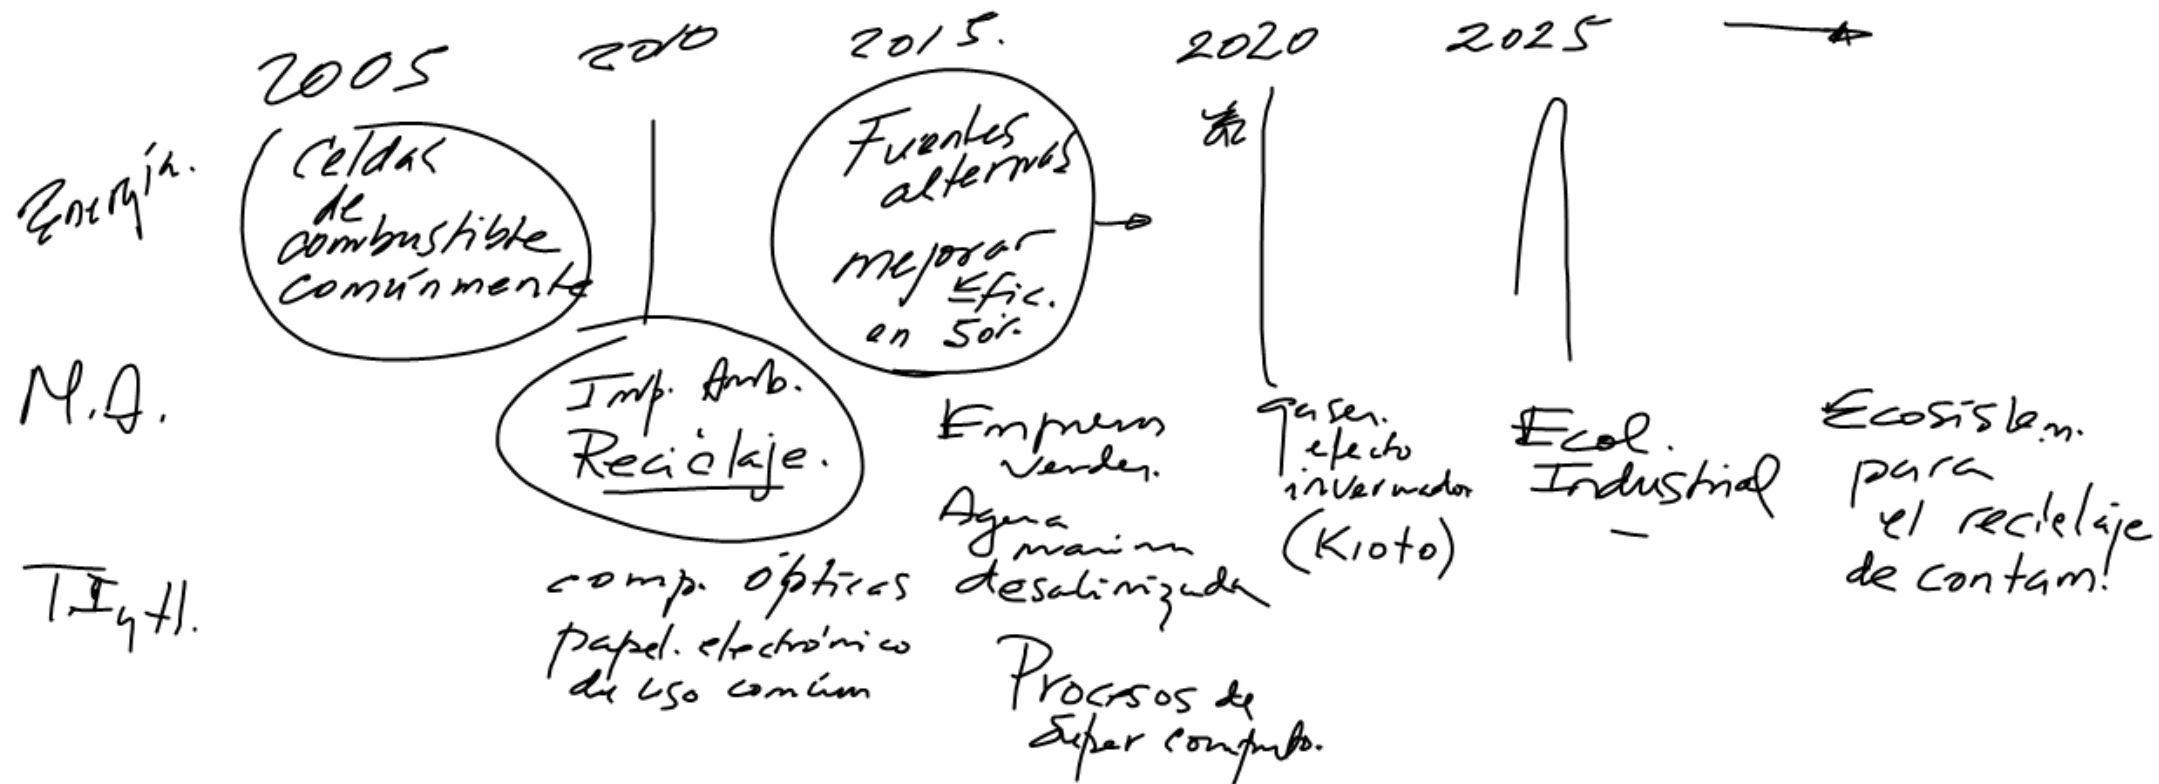 2005 2010 2015. 2020 2025
Energía.
Celdas
de
combustible
comúnmente
Fuentes
alternas
mejorar
Efic.
en
M.A.
Imp. Amb.
Reciclaje.
Empresas
verdes.
Agua
marina
desalinizada
gases.
efecto
invernador
(Kioto)
Ecol.
Industrial
Ecosistem.
para
el reciclaje
de contam!
TI y H.
comp. ópticas
papel. electrónico
de uso común
Procesos de
Super computo.